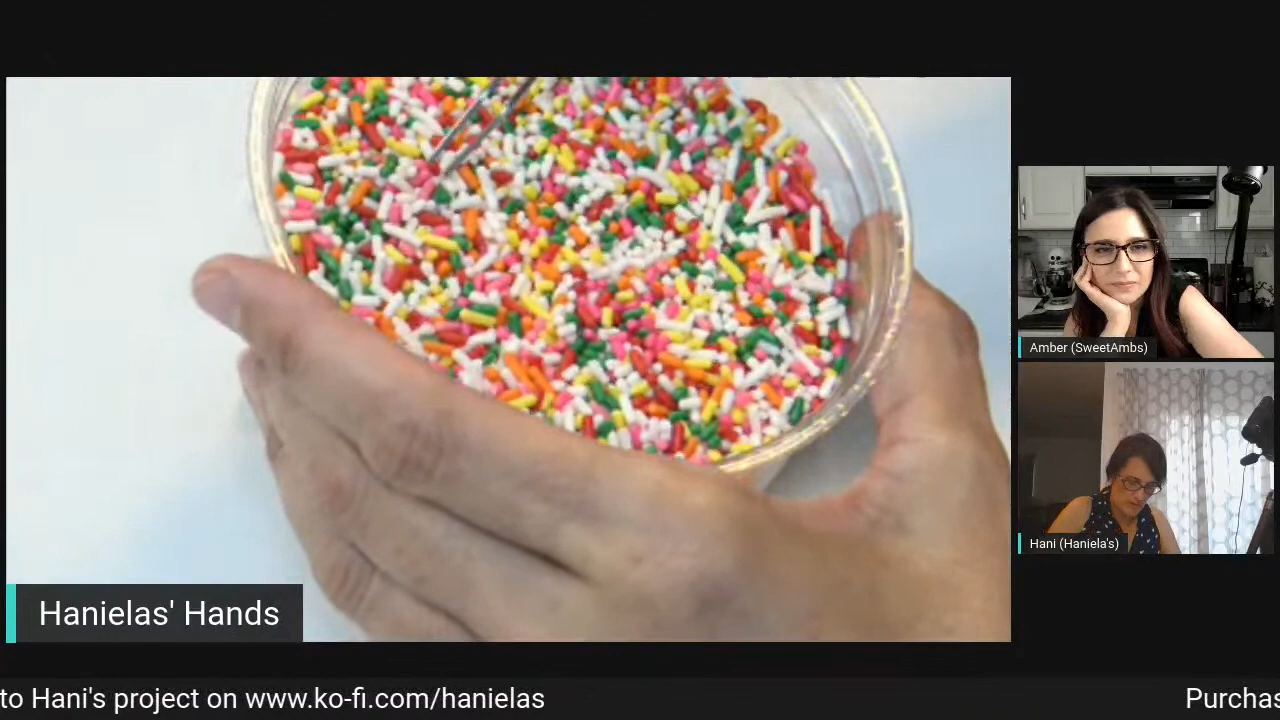 Amber (SweetAmbs)
Hani (Haniela's)
Hanielas' Hands
to Hani's project on www.ko-fi.com/hanielas
Purchas